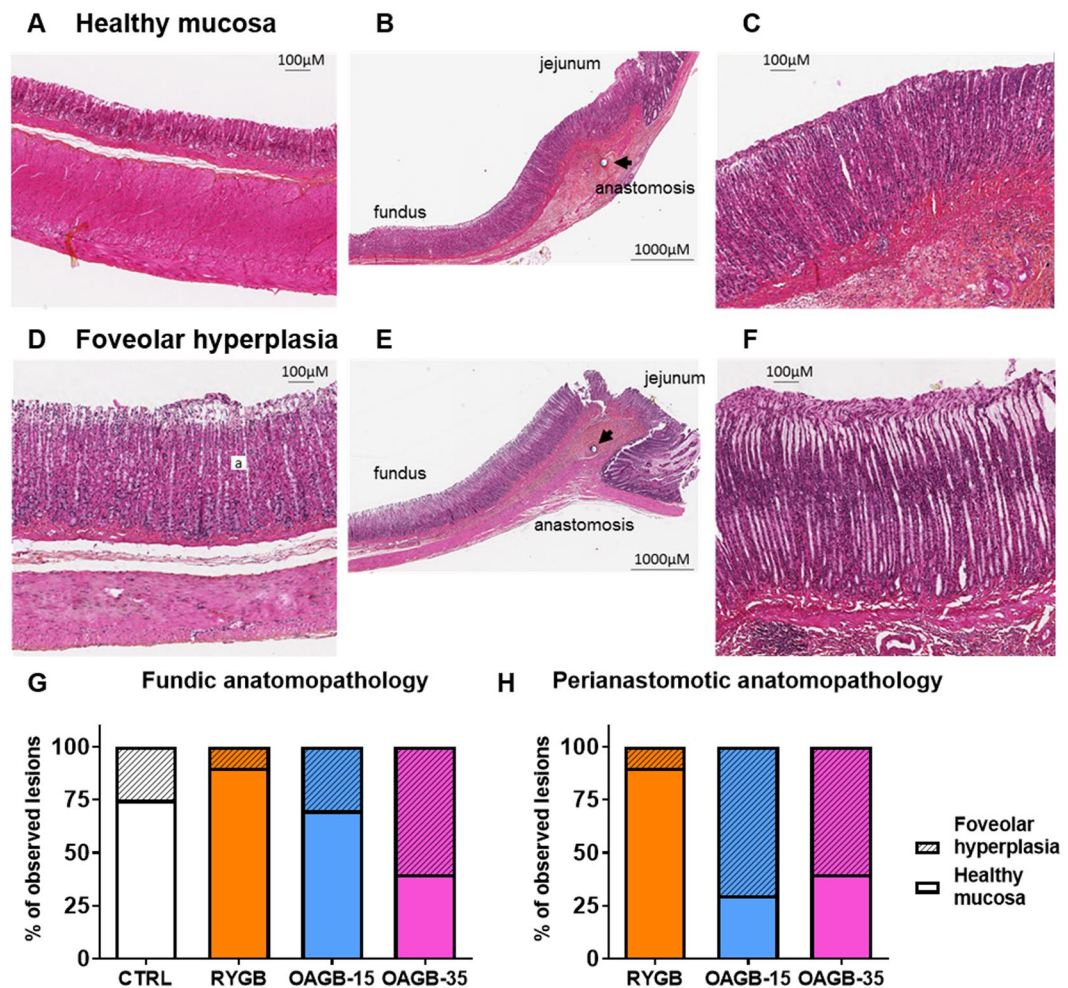 A Healthy mucosa
B
C
100μM
jejunum
anastomosis
fundus
1000μM
100μM
D Foveolar hyperplasia
E
F
100μM
a
jejunum
fundus
anastomosis
1000μM
100μM
G Fundic anatomopathology
% of observed lesions
100
75
50
25
0
CTRL RYGB OAGB-15 OAGB-35
H Perianastomotic anatomopathology
% of observed lesions
100
75
50
25
0
RYGB OAGB-15 OAGB-35
Foveolar
hyperplasia
Healthy
mucosa